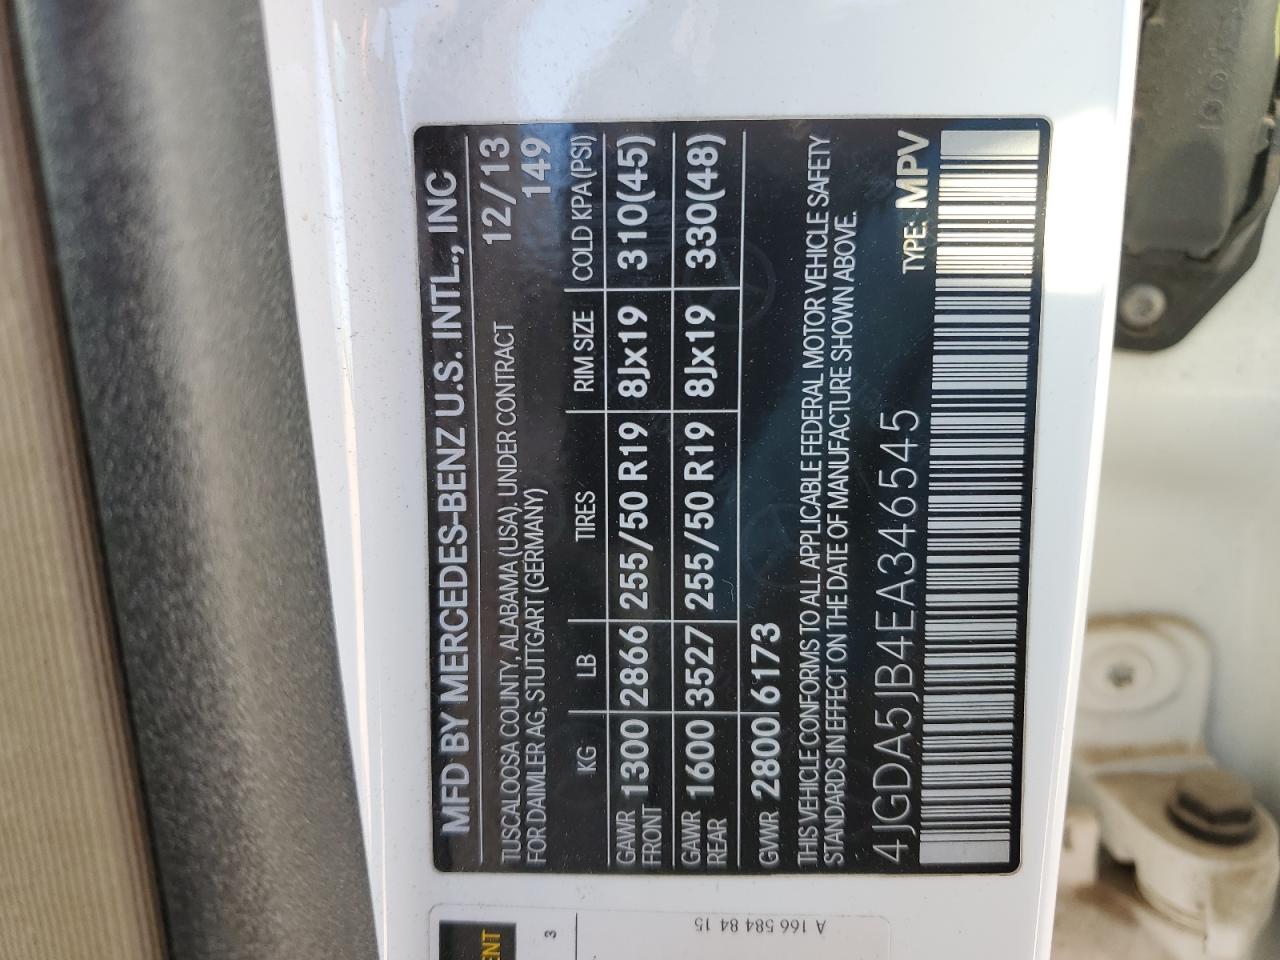 MFD BY MERCEDES-BENZ U.S. INTL., INC
TUSCALOOSA COUNTY, ALABAMA (USA). UNDER CONTRACT 12/13
FOR DAIMLER AG, STUTTGART (GERMANY) 149
KG LB TIRES RIM SIZE COLD KPA (PSI)
GAWR FRONT 1300 2866 255/50 R19 8Jx19 310(45)
GAWR REAR 1600 3527 255/50 R19 8Jx19 330(48)
GVWR 2800 6173
THIS VEHICLE CONFORMS TO ALL APPLICABLE FEDERAL MOTOR VEHICLE SAFETY
STANDARDS IN EFFECT ON THE DATE OF MANUFACTURE SHOWN ABOVE.
4JGDA5JB4EA346545 TYPE: MPV
ENT
3
A 166 584 84 15